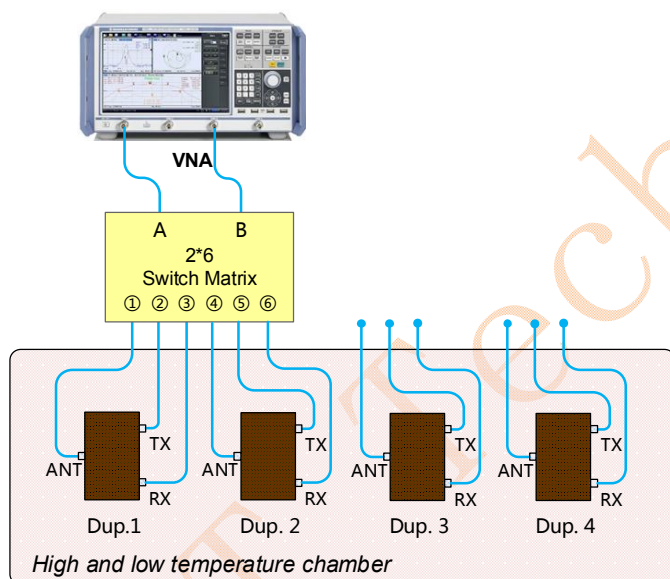 VNA
A B
2*6
Switch Matrix
① ② ③ ④ ⑤ ⑥
TX TX TX TX
ANT ANT ANT ANT
RX RX RX RX
Dup.1 Dup. 2 Dup. 3 Dup. 4
High and low temperature chamber
Tech